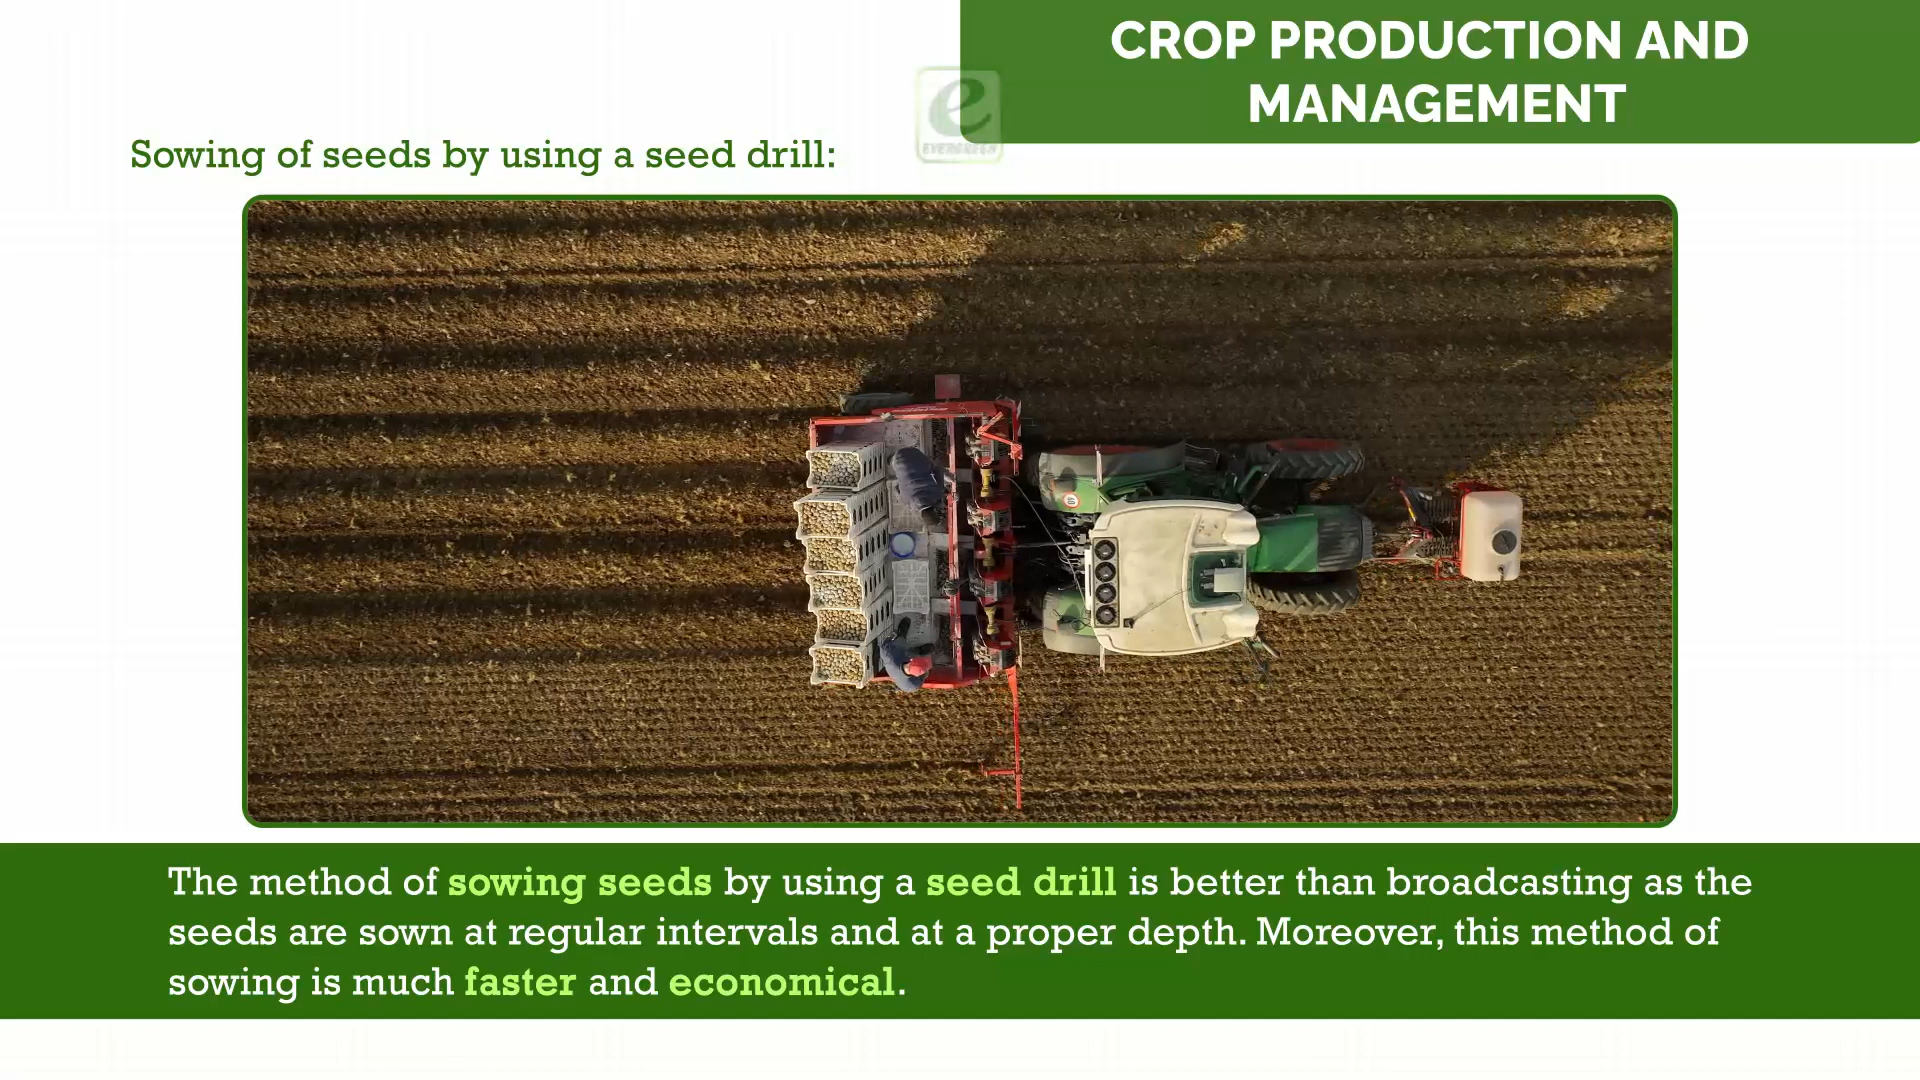 CROP PRODUCTION AND
MANAGEMENT
EVERGREEN
Sowing of seeds by using a seed drill:
The method of sowing seeds by using a seed drill is better than broadcasting as the
seeds are sown at regular intervals and at a proper depth. Moreover, this method of
sowing is much faster and economical.